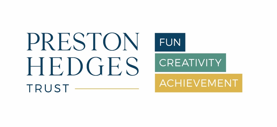 PRESTON
HEDGES
TRUST
FUN
CREATIVITY
ACHIEVEMENT